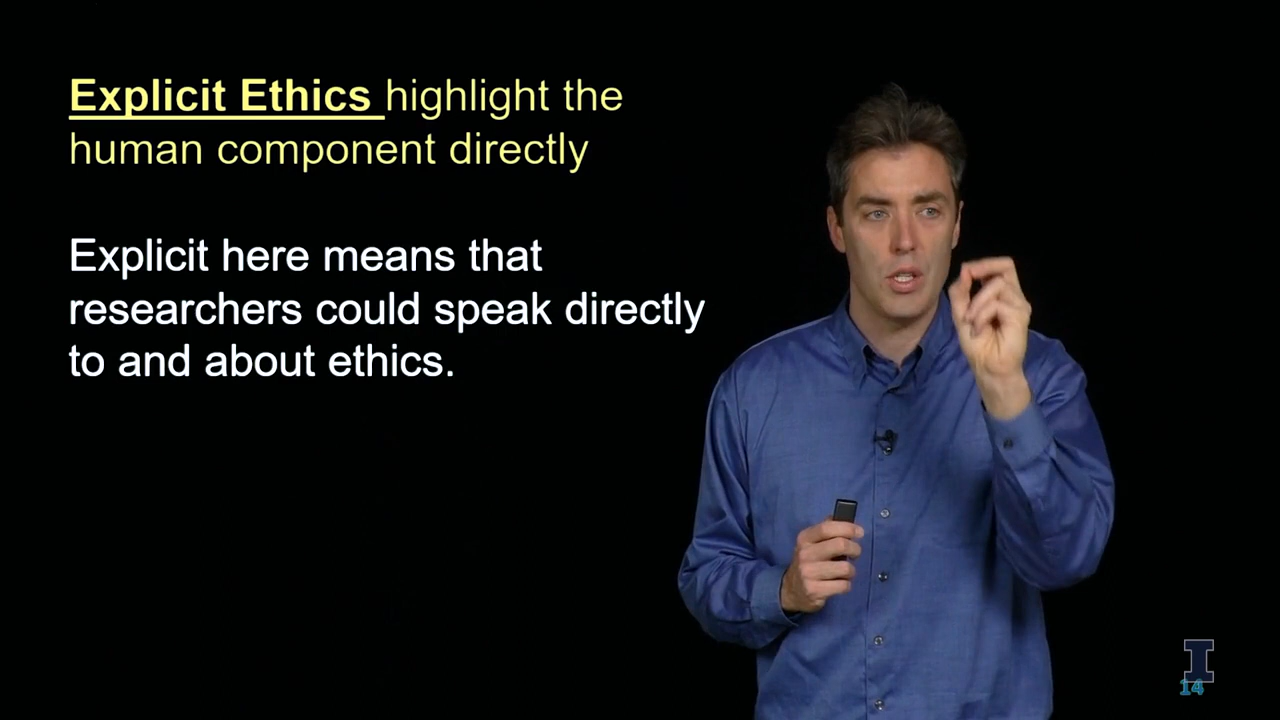 Explicit Ethics highlight the
human component directly
Explicit here means that
researchers could speak directly
to and about ethics.
I
14